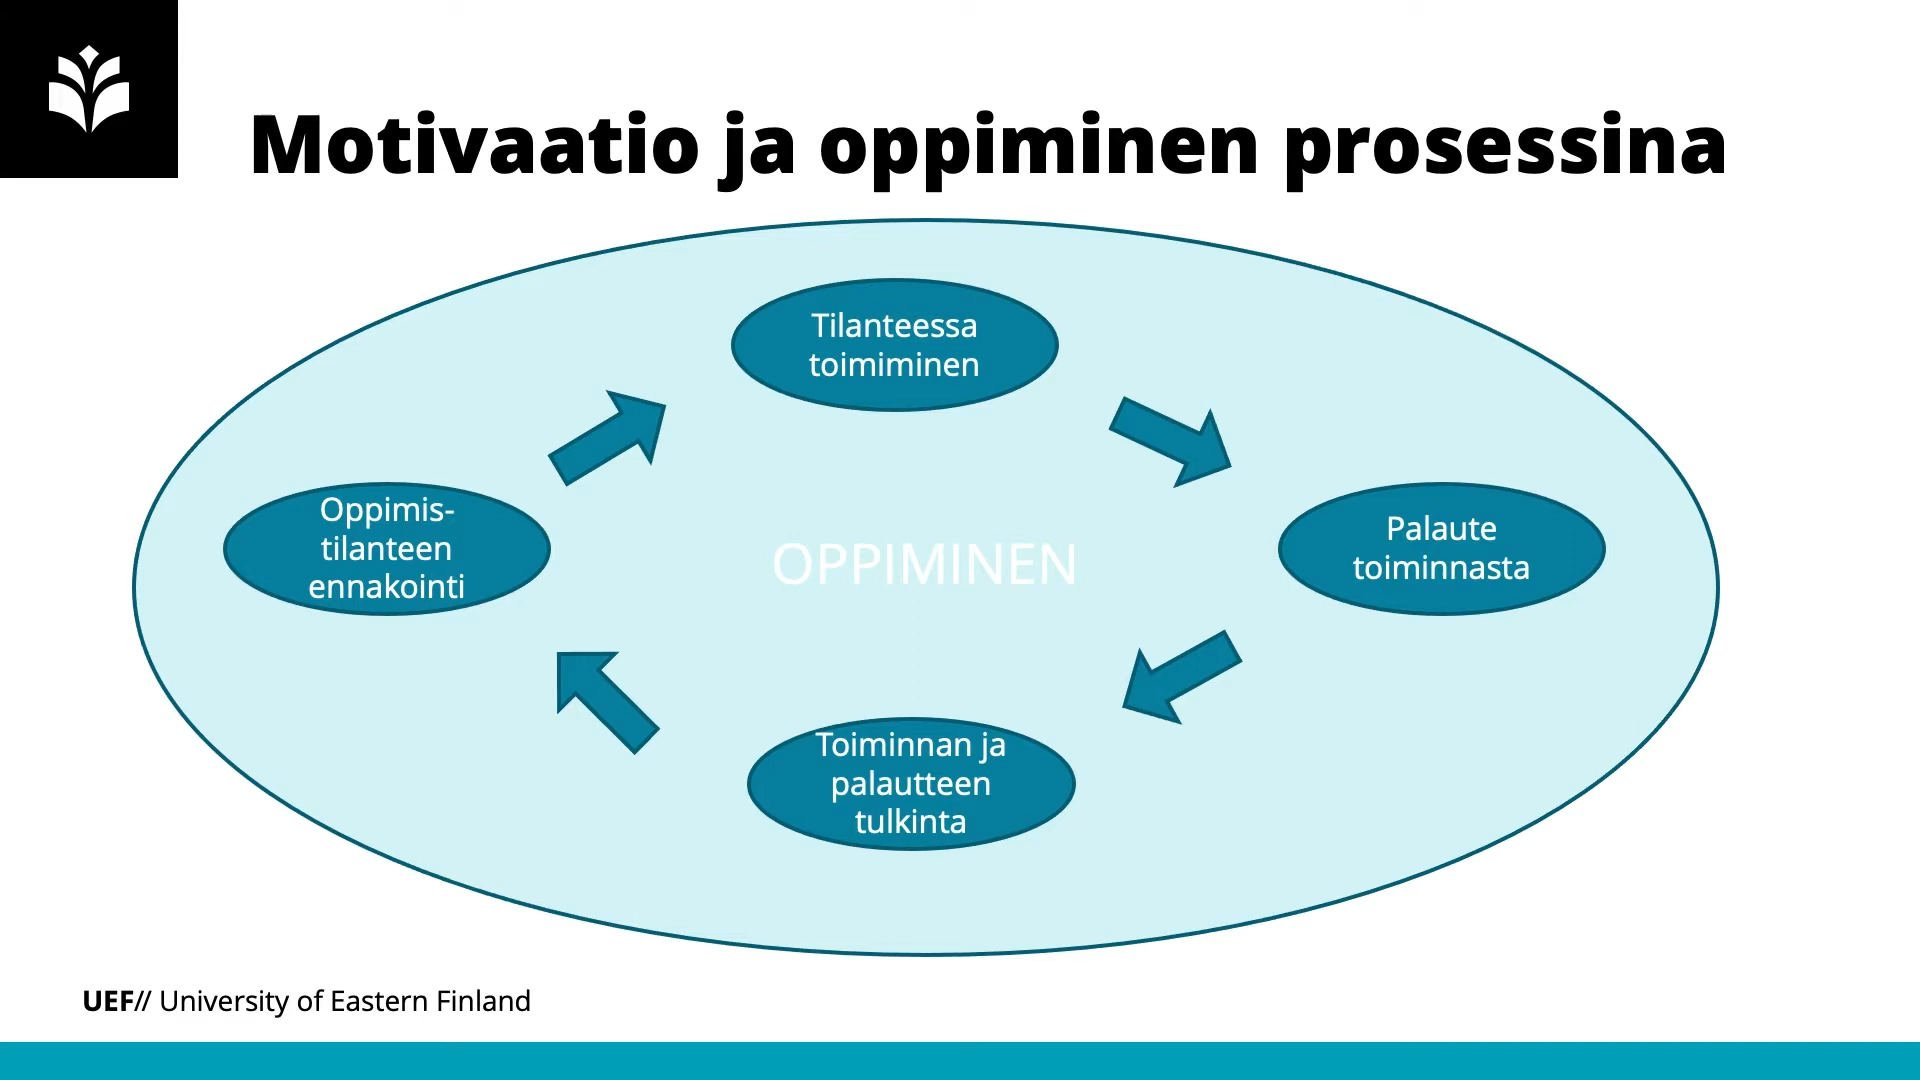 Motivaatio ja oppiminen prosessina
Tilanteessa
toimiminen
Oppimis-
tilanteen
ennakointi
OPPIMINEN
Palaute
toiminnasta
Toiminnan ja
palautteen
tulkinta
UEF// University of Eastern Finland